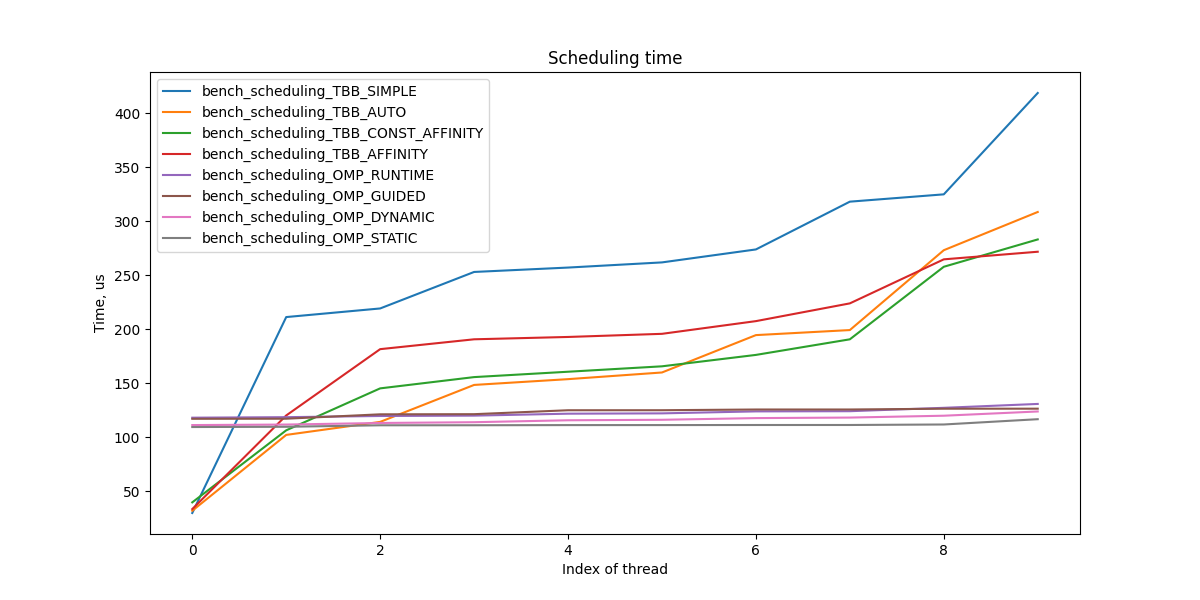 Scheduling time
bench_scheduling_TBB_SIMPLE
bench_scheduling_TBB_AUTO
bench_scheduling_TBB_CONST_AFFINITY
bench_scheduling_TBB_AFFINITY
bench_scheduling_OMP_RUNTIME
bench_scheduling_OMP_GUIDED
bench_scheduling_OMP_DYNAMIC
bench_scheduling_OMP_STATIC
Time, us
400
350
300
250
200
150
100
50
0 2 4 6 8
Index of thread